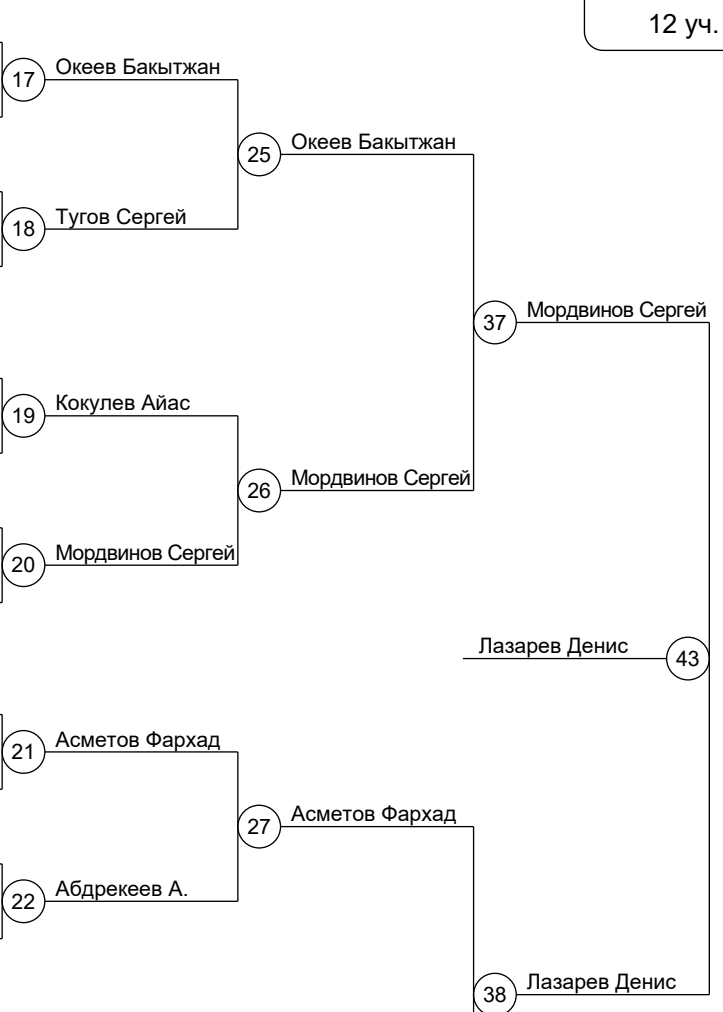 12 уч.
17 Океев Бакытжан
25 Океев Бакытжан
18 Тугов Сергей
37 Мордвинов Сергей
19 Кокулев Айас
26 Мордвинов Сергей
20 Мордвинов Сергей
Лазарев Денис 43
21 Асметов Фархад
27 Асметов Фархад
22 Абдрекеев А.
38 Лазарев Денис